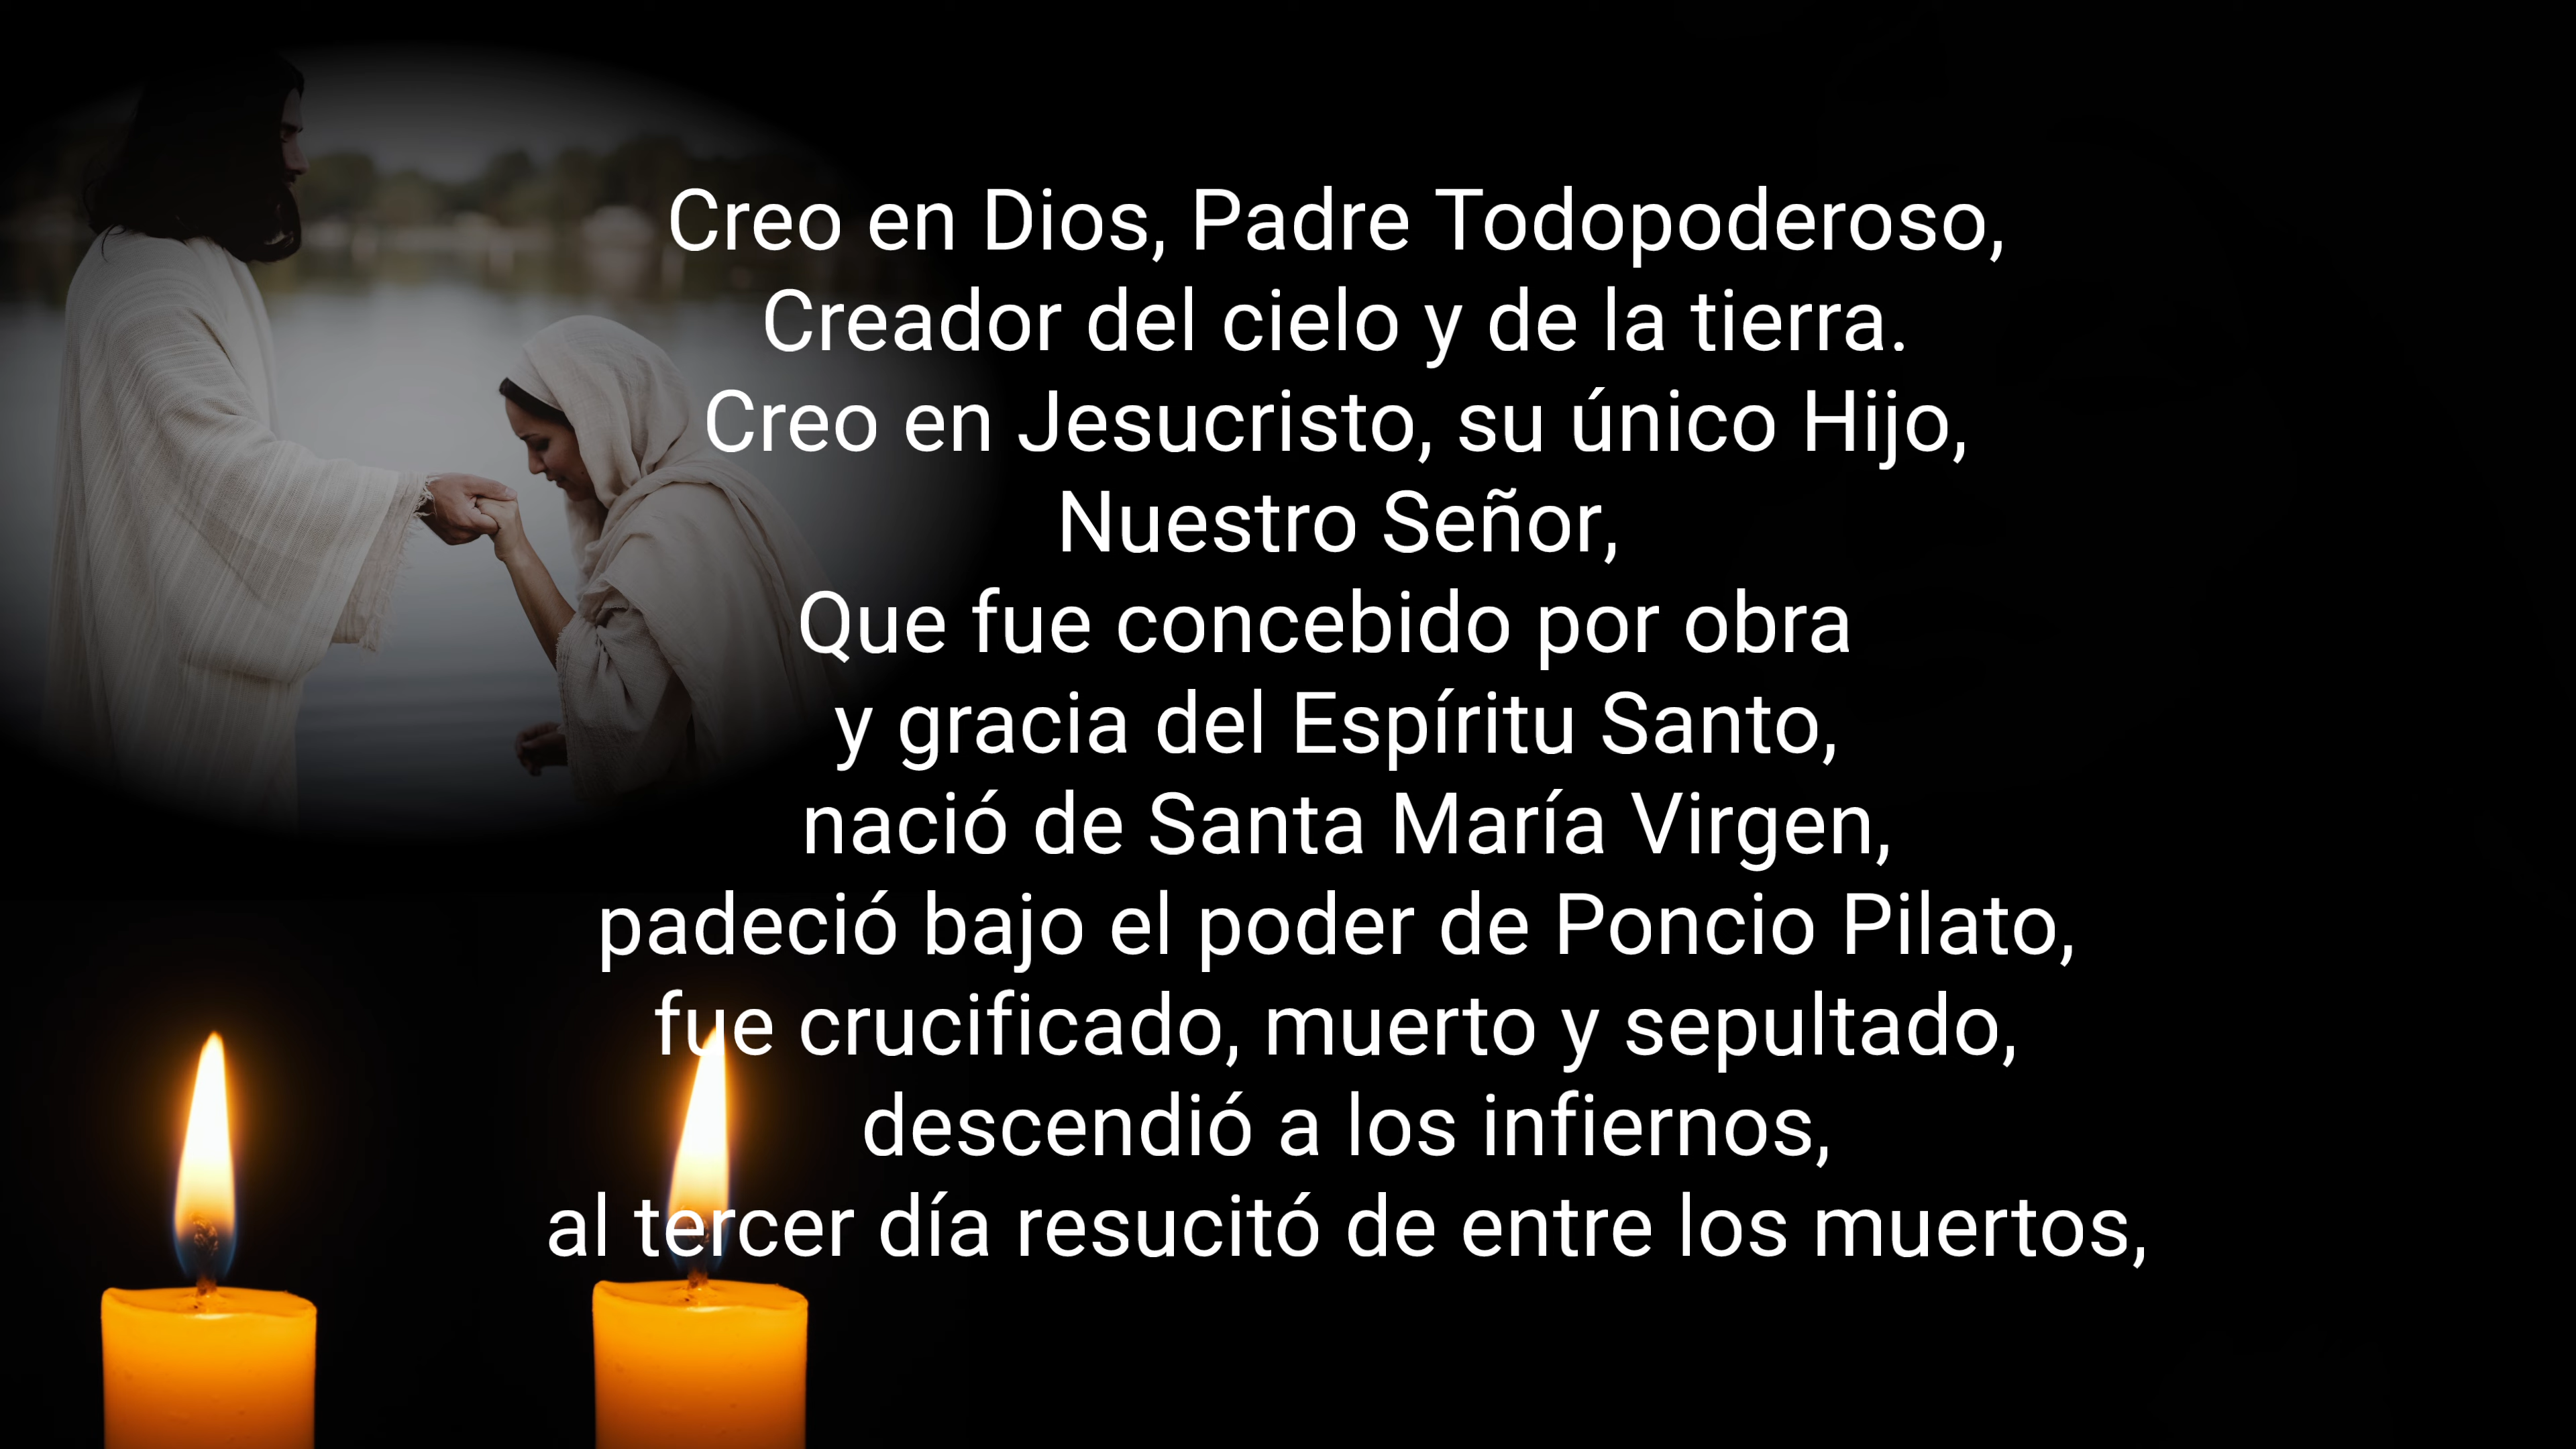 Creo en Dios, Padre Todopoderoso,
Creador del cielo y de la tierra.
Creo en Jesucristo, su único Hijo,
Nuestro Señor,
Que fue concebido por obra
y gracia del Espíritu Santo,
nació de Santa María Virgen,
padeció bajo el poder de Poncio Pilato,
fue crucificado, muerto y sepultado,
descendió a los infiernos,
al tercer día resucitó de entre los muertos,